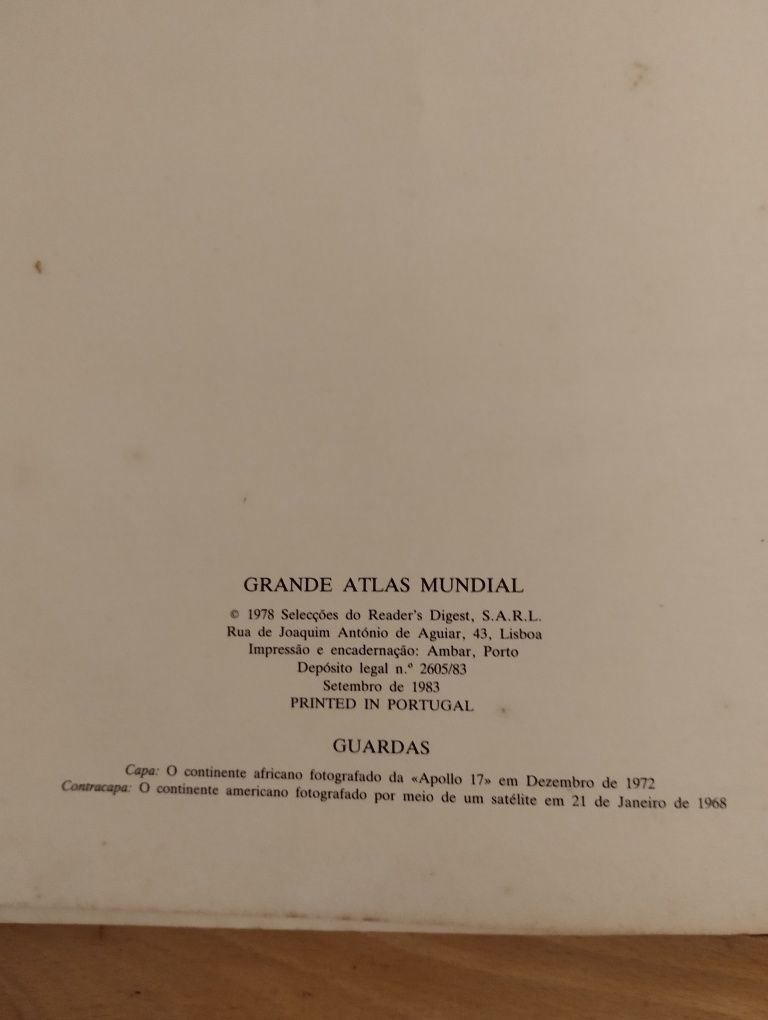 GRANDE ATLAS MUNDIAL
© 1978 Selecções do Reader's Digest, S.A.R.L.
Rua de Joaquim António de Aguiar, 43, Lisboa
Impressão e encadernação: Ambar, Porto
Depósito legal n.º 2605/83
Setembro de 1983
PRINTED IN PORTUGAL
GUARDAS
Capa: O continente africano fotografado da «Apollo 17» em Dezembro de 1972
Contracapa: O continente americano fotografado por meio de um satélite em 21 de Janeiro de 1968